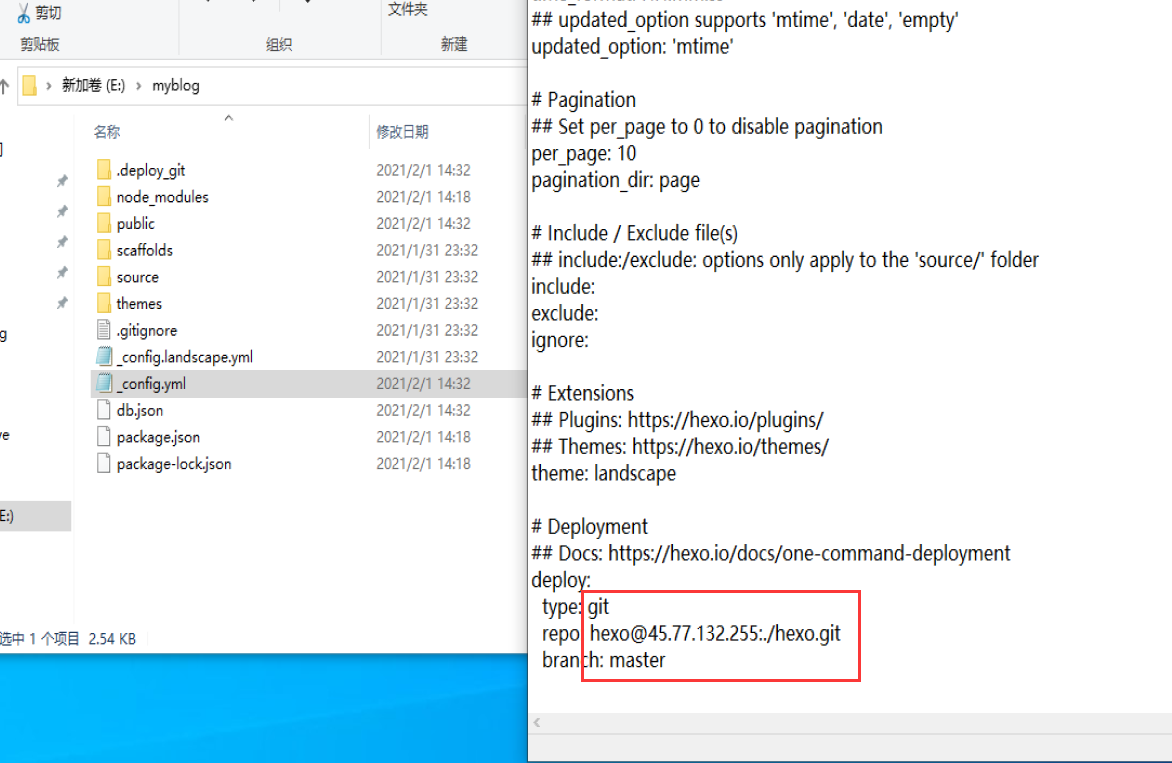 剪切
文件夹
剪贴板
组织
新建
新加卷 (E:) › myblog
名称
修改日期
.deploy_git 2021/2/1 14:32
node_modules 2021/2/1 14:18
public 2021/2/1 14:32
scaffolds 2021/1/31 23:32
source 2021/1/31 23:32
themes 2021/1/31 23:32
.gitignore 2021/1/31 23:32
_config.landscape.yml 2021/1/31 23:32
_config.yml 2021/2/1 14:32
db.json 2021/2/1 14:32
package.json 2021/2/1 14:18
package-lock.json 2021/2/1 14:18
E:)
选中 1 个项目 2.54 KB
## updated_option supports 'mtime', 'date', 'empty'
updated_option: 'mtime'
# Pagination
## Set per_page to 0 to disable pagination
per_page: 10
pagination_dir: page
# Include / Exclude file(s)
## include:/exclude: options only apply to the 'source/' folder
include:
exclude:
ignore:
# Extensions
## Plugins: https://hexo.io/plugins/
## Themes: https://hexo.io/themes/
theme: landscape
# Deployment
## Docs: https://hexo.io/docs/one-command-deployment
deploy:
type: git
repo: hexo@45.77.132.255:./hexo.git
branch: master